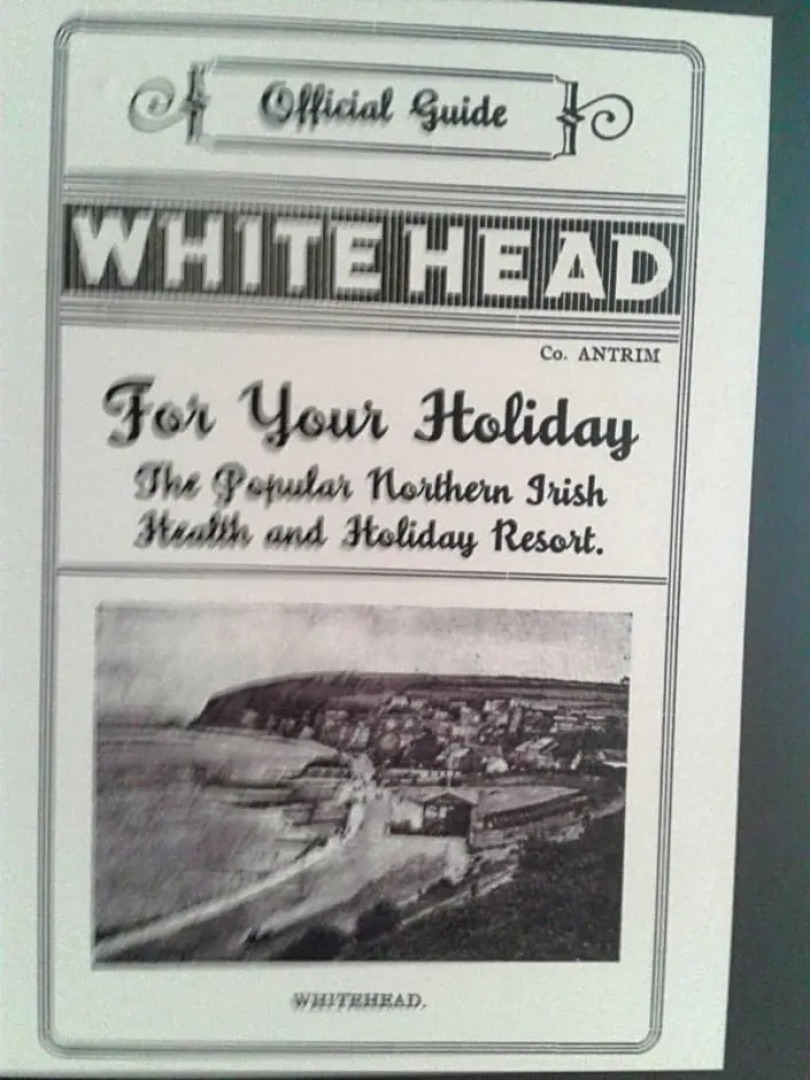 Official Guide
WHITEHEAD
Co. ANTRIM
For Your Holiday
The Popular Northern Irish
Health and Holiday Resort.
WHITEHEAD.